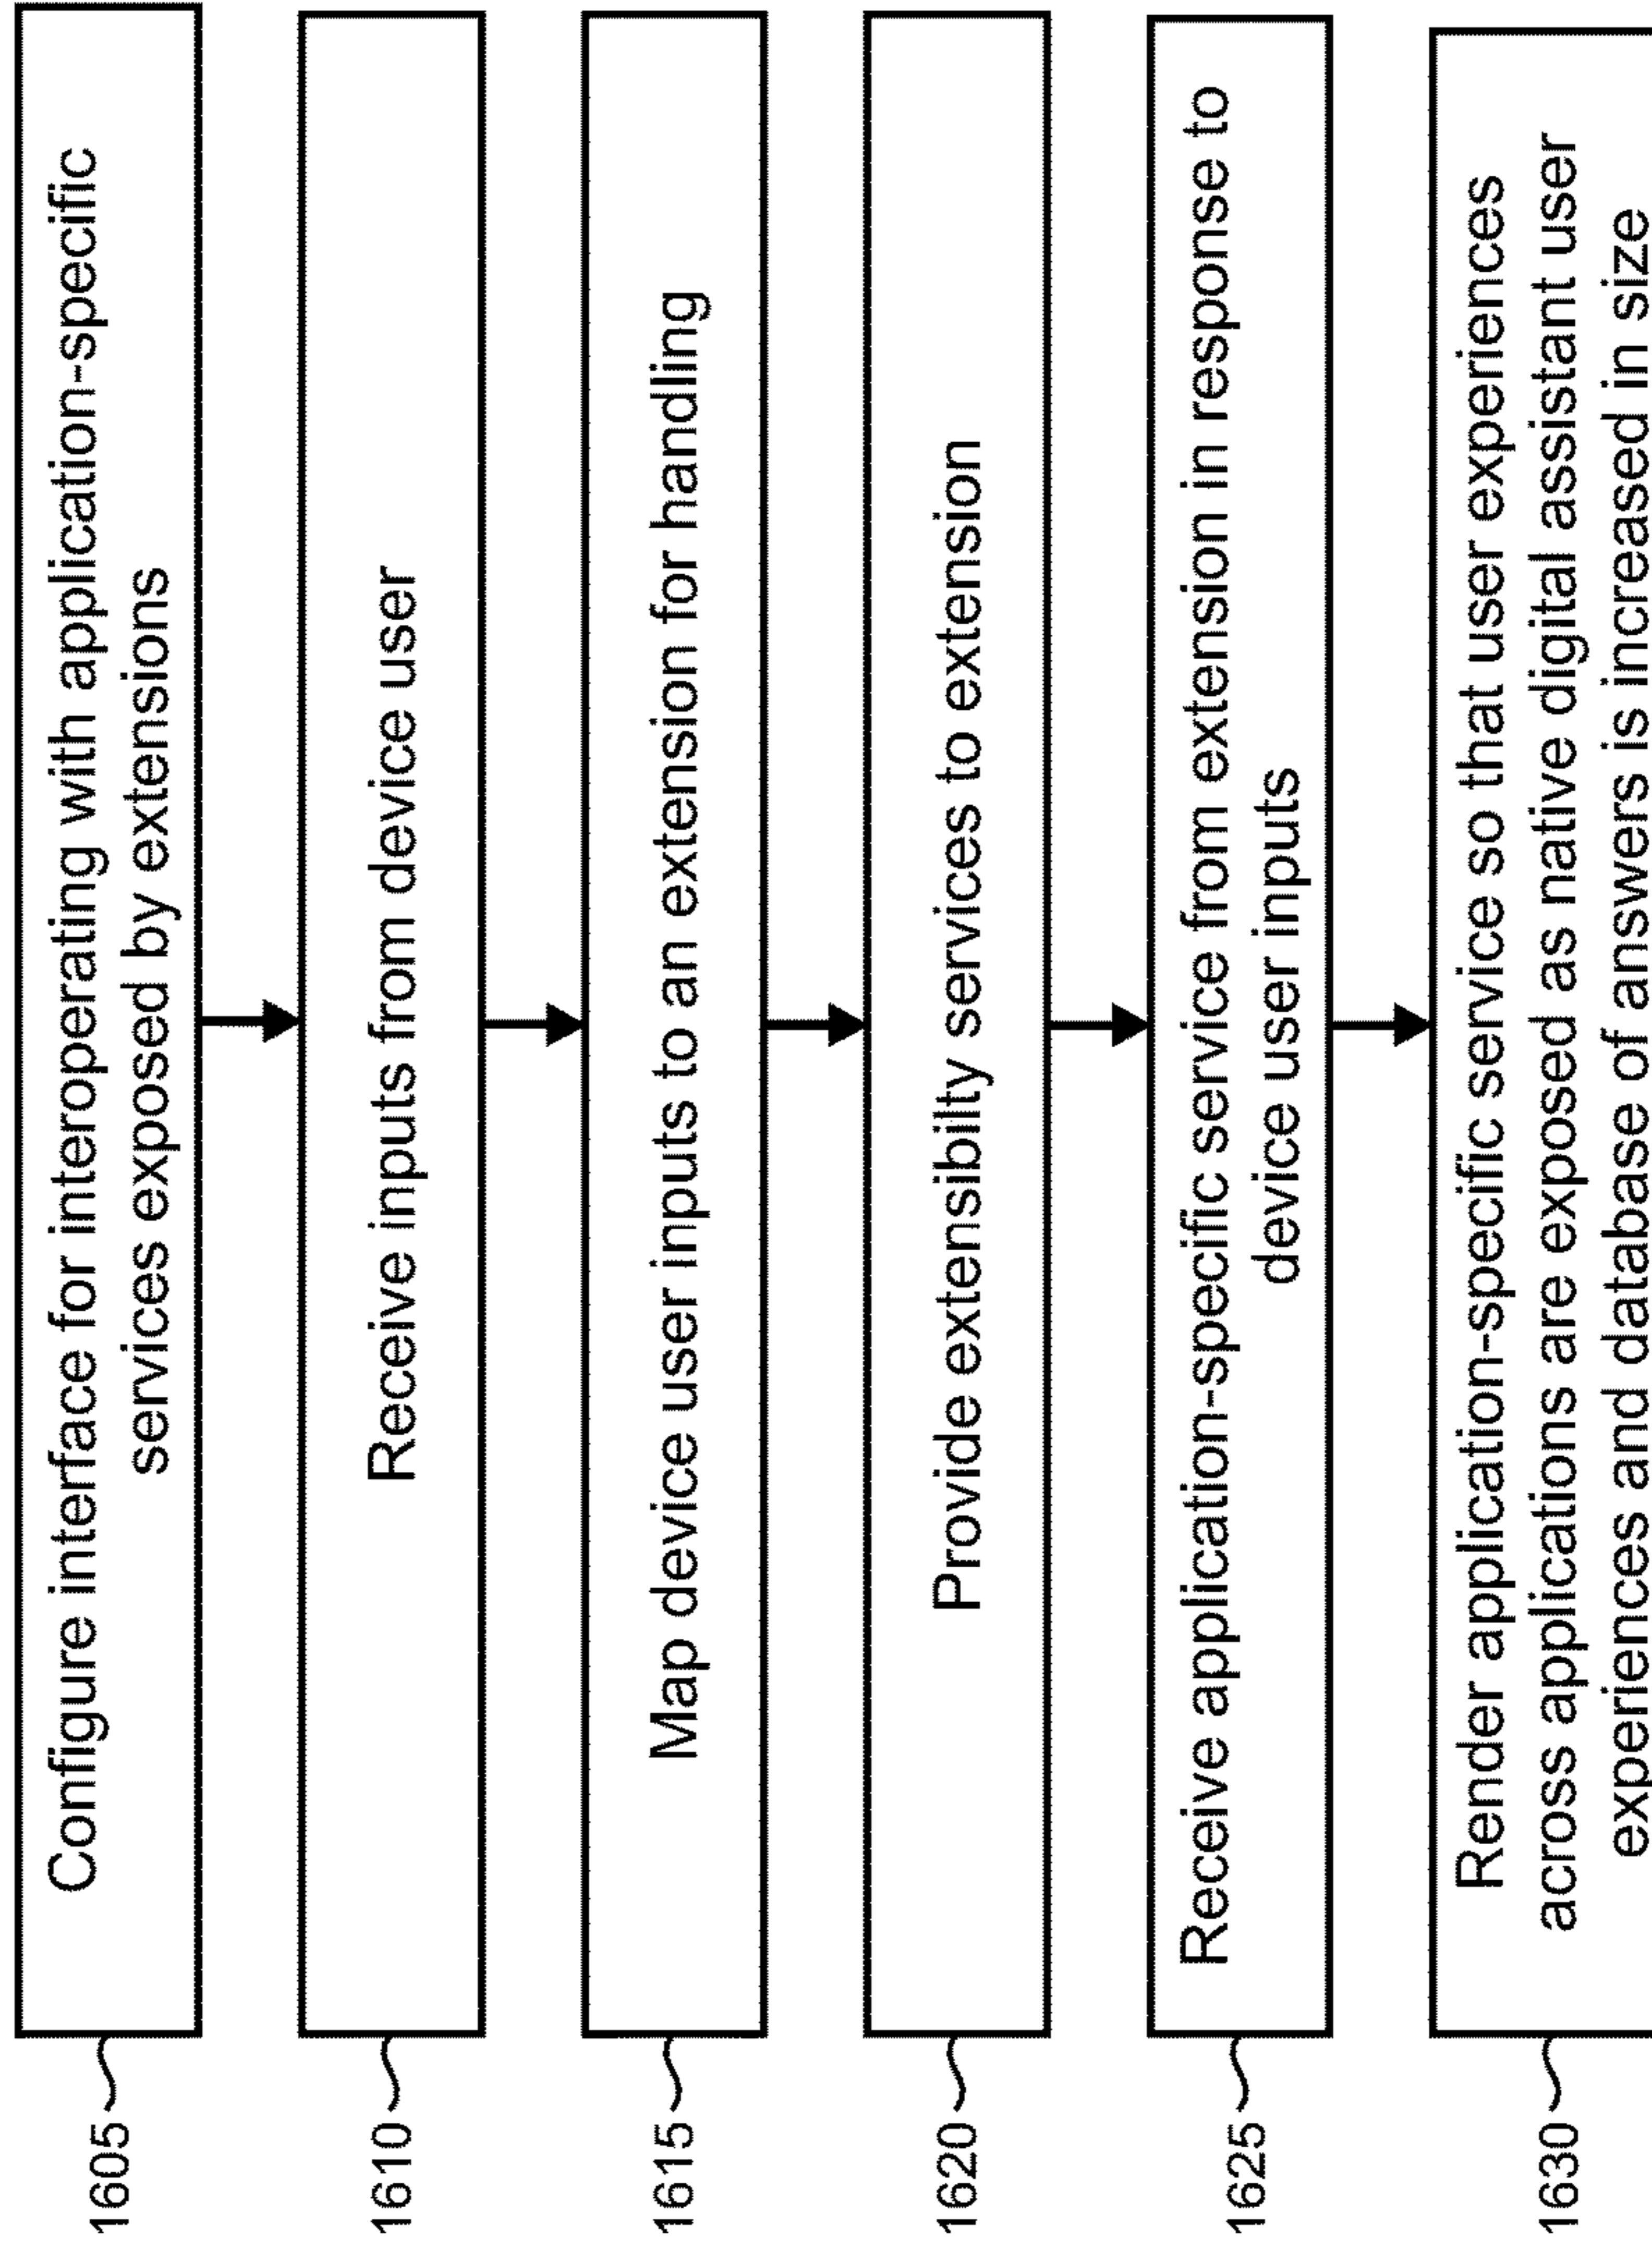 1605
Configure interface for interoperating with application-specific
services exposed by extensions
1610
Receive inputs from device user
1615
Map device user inputs to an extension for handling
1620
Provide extensibilty services to extension
1625
Receive application-specific service from extension in response to
device user inputs
1630
Render application-specific service so that user experiences
across applications are exposed as native digital assistant user
experiences and database of answers is increased in size